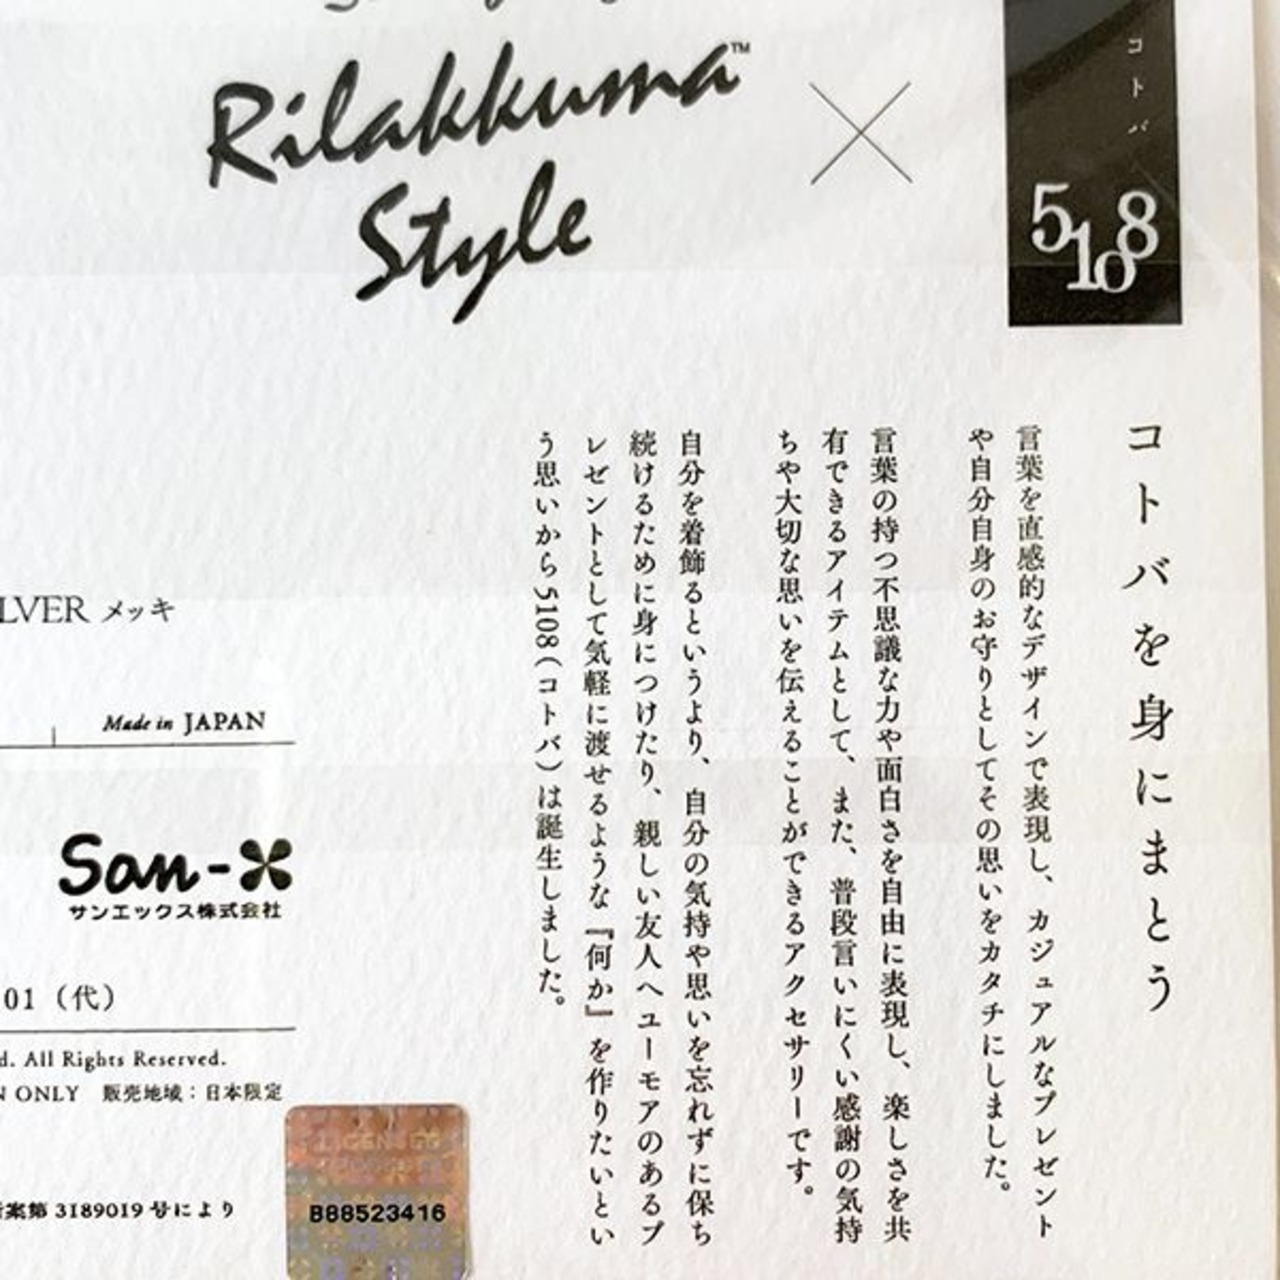 Rilakkuma™
Style
×
コトバ
5108
コトバを身にまとう
言葉を直感的なデザインで表現し、カジュアルなプレゼント
や自分自身のお守りとしてその思いをカタチにしました。
言葉の持つ不思議な力や面白さを自由に表現し、楽しさを共
有できるアイテムとして、また、普段言いにくい感謝の気持
ちや大切な思いを伝えることができるアクセサリーです。
自分を着飾るというより、自分の気持や思いを忘れずに保ち
続けるために身につけたり、親しい友人へユーモアのあるプ
レゼントとして気軽に渡せるような『何か』を作りたいとい
う思いから5108(コトバ)は誕生しました。
LVER メッキ
Made in JAPAN
San-X
サンエックス株式会社
01(代)
d. All Rights Reserved.
N ONLY 販売地域:日本限定
案第 3189019 号により
B88523416